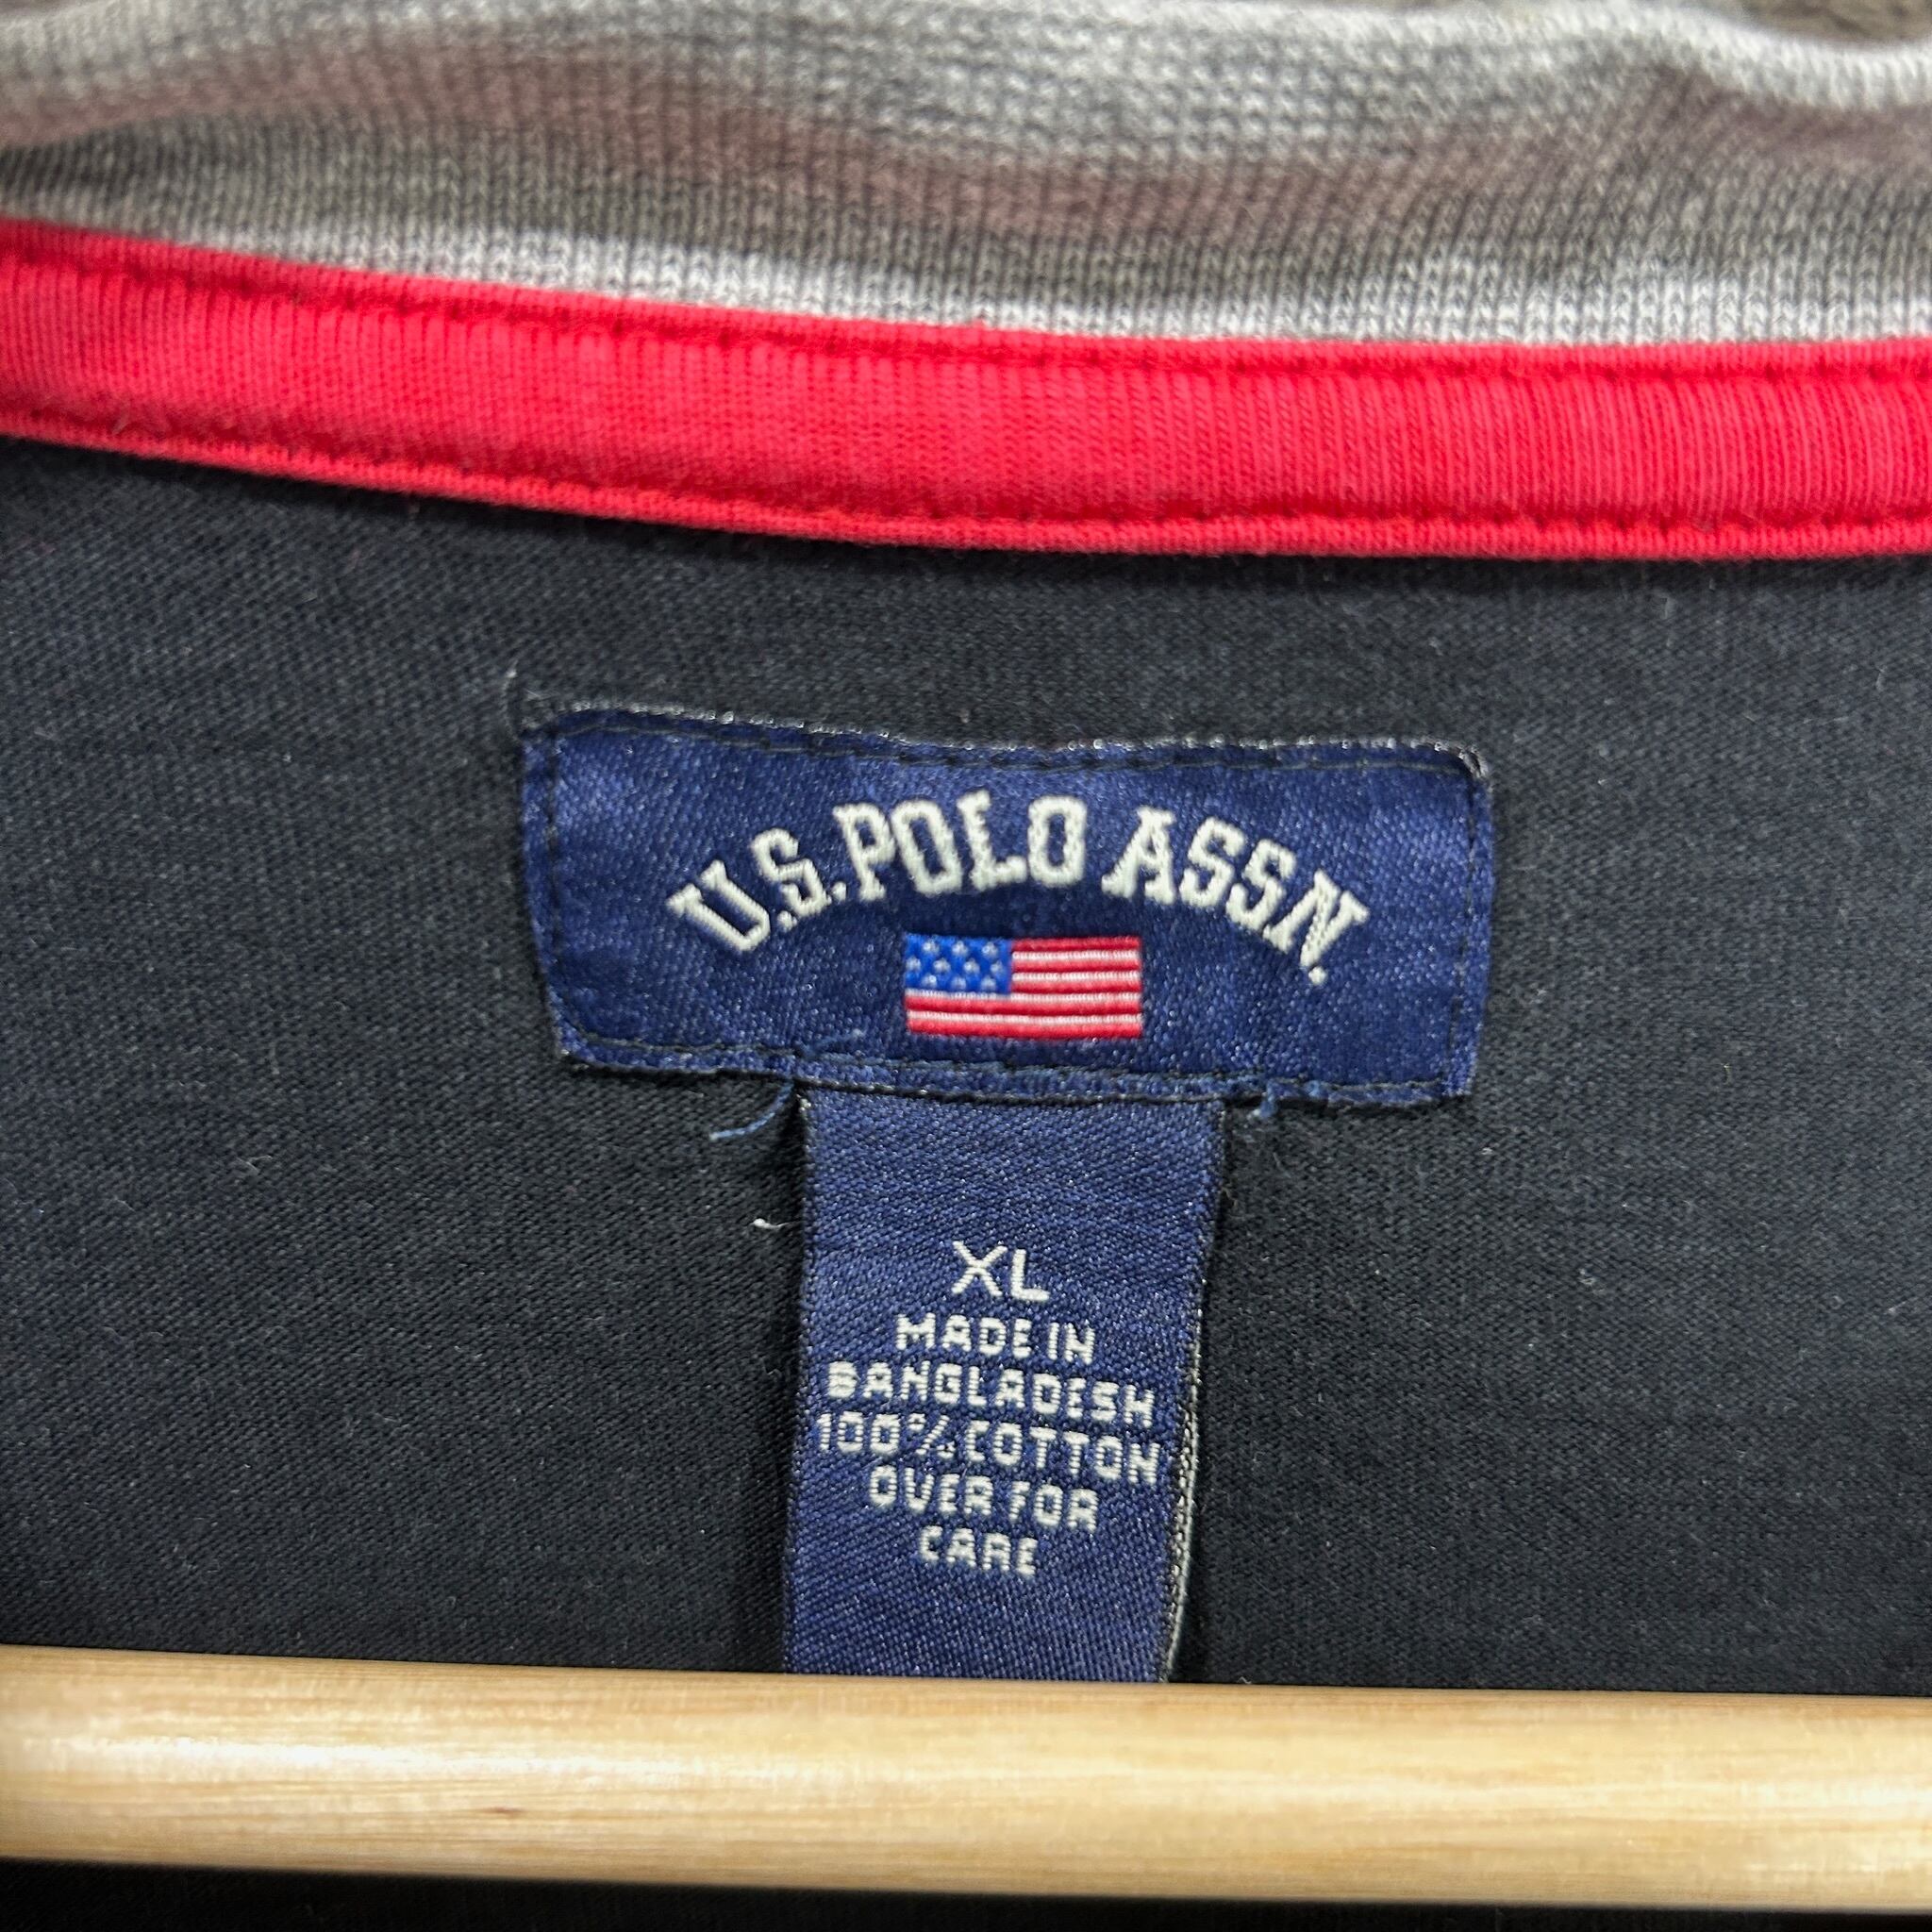 U.S. POLO ASSN.
XL
MADE IN
BANGLADESH
100% COTTON
OVER FOR
CARE